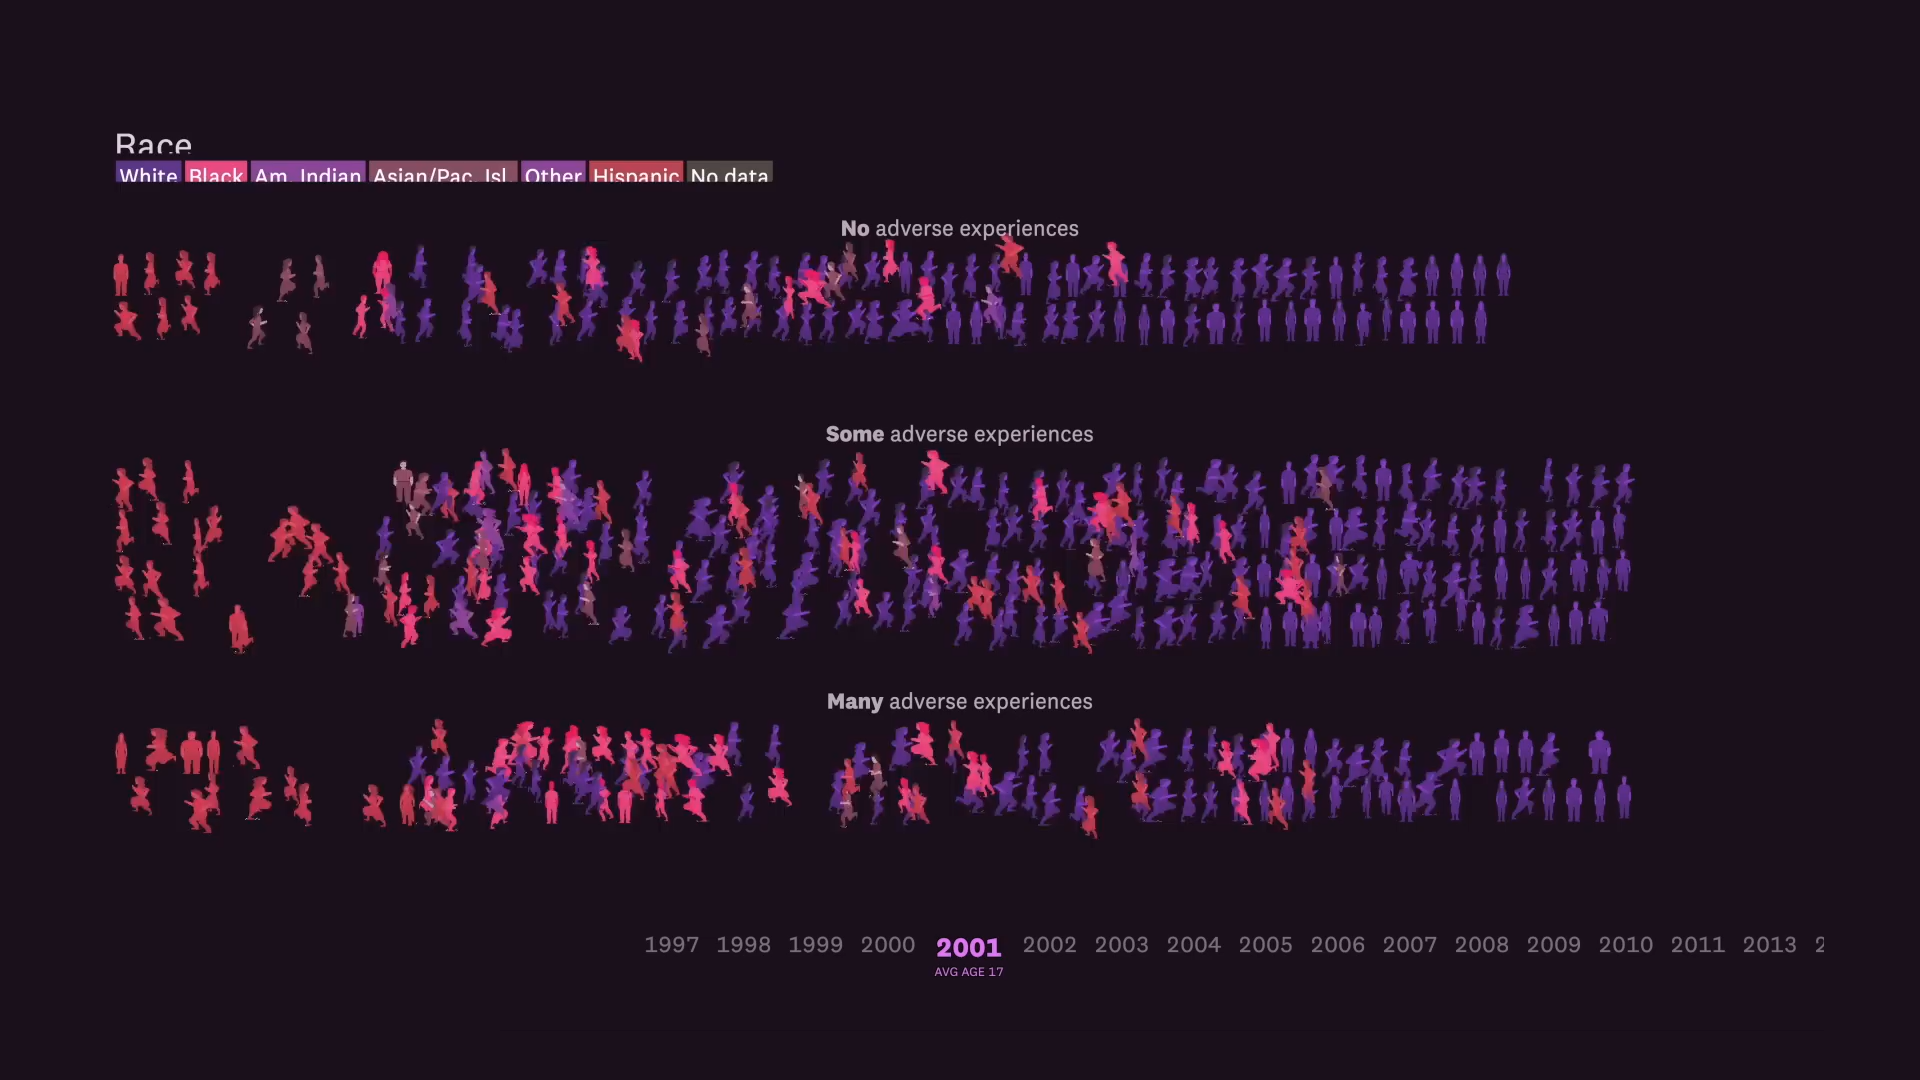 Race
White Black Am. Indian Asian/Pac. Isl. Other Hispanic No data
No adverse experiences
Some adverse experiences
Many adverse experiences
1997 1998 1999 2000 2001 2002 2003 2004 2005 2006 2007 2008 2009 2010 2011 2013 2
AVG AGE 17